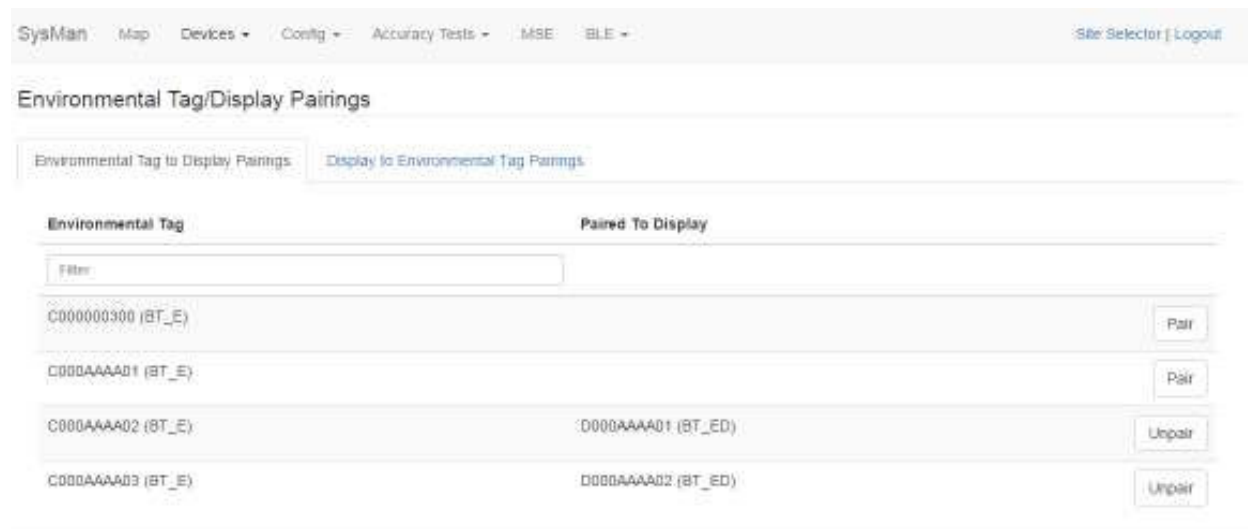 SysMan Map Devices Config Accuracy Tests MSE BLE Site Selector | Logout
Environmental Tag/Display Pairings
Environmental Tag to Display Pairings Display to Environmental Tag Pairings
Environmental Tag Paired To Display
Filter
C000000300 (BT_E) Pair
C000AAAA01 (BT_E) Pair
C000AAAA02 (BT_E) D000AAAA01 (BT_ED) Unpair
C000AAAA03 (BT_E) D000AAAA02 (BT_ED) Unpair